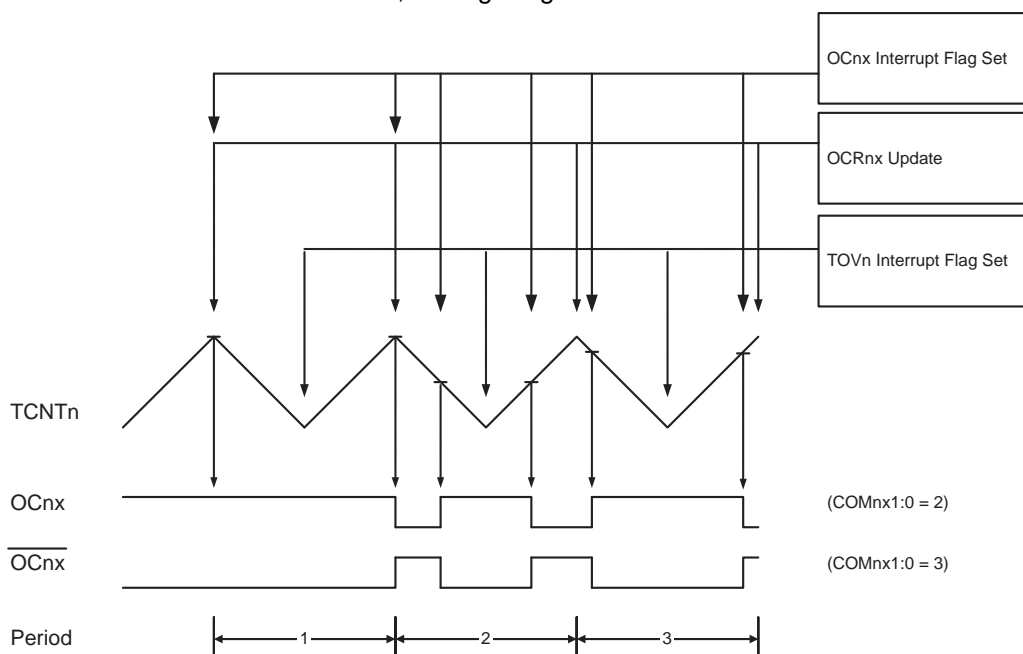 OCnx Interrupt Flag Set
OCRnx Update
TOVn Interrupt Flag Set
TCNTn
OCnx
(COMnx1:0 = 2)
OCnx
(COMnx1:0 = 3)
Period
1
2
3